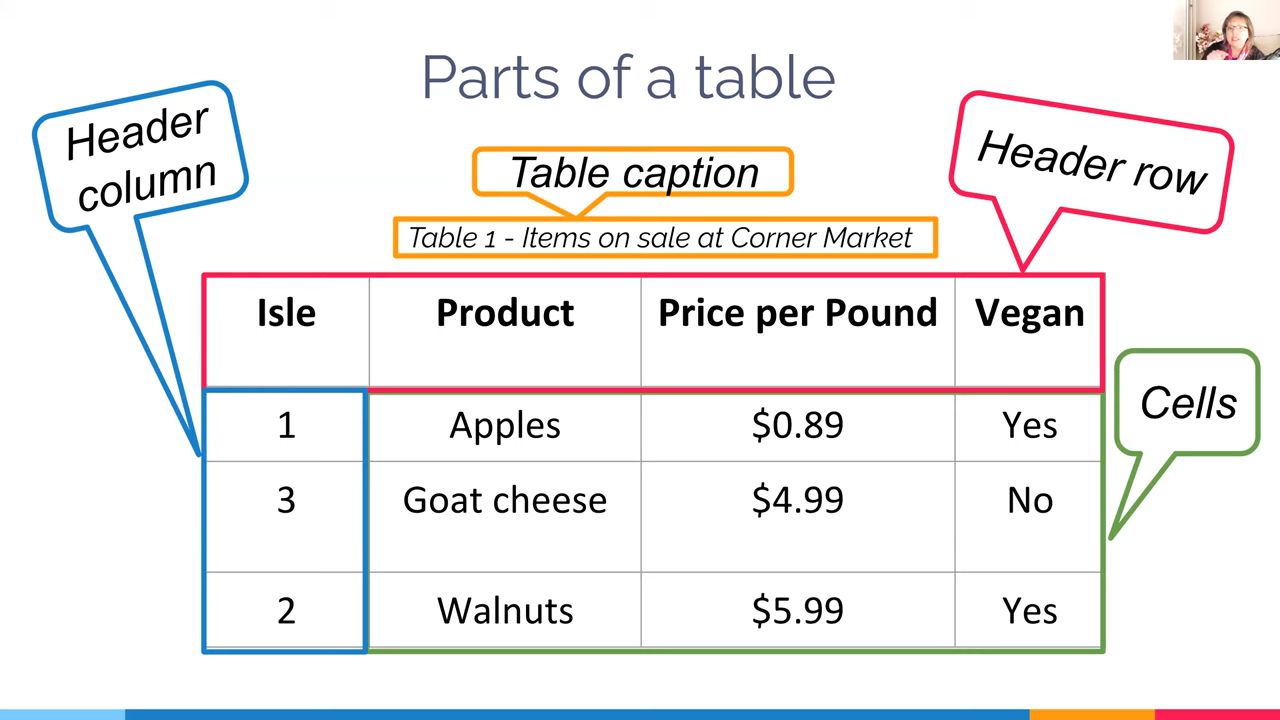 Parts of a table
Header
column
Table caption
Header row
Table 1 - Items on sale at Corner Market
Isle Product Price per Pound Vegan
1 Apples $0.89 Yes
Cells
3 Goat cheese $4.99 No
2 Walnuts $5.99 Yes